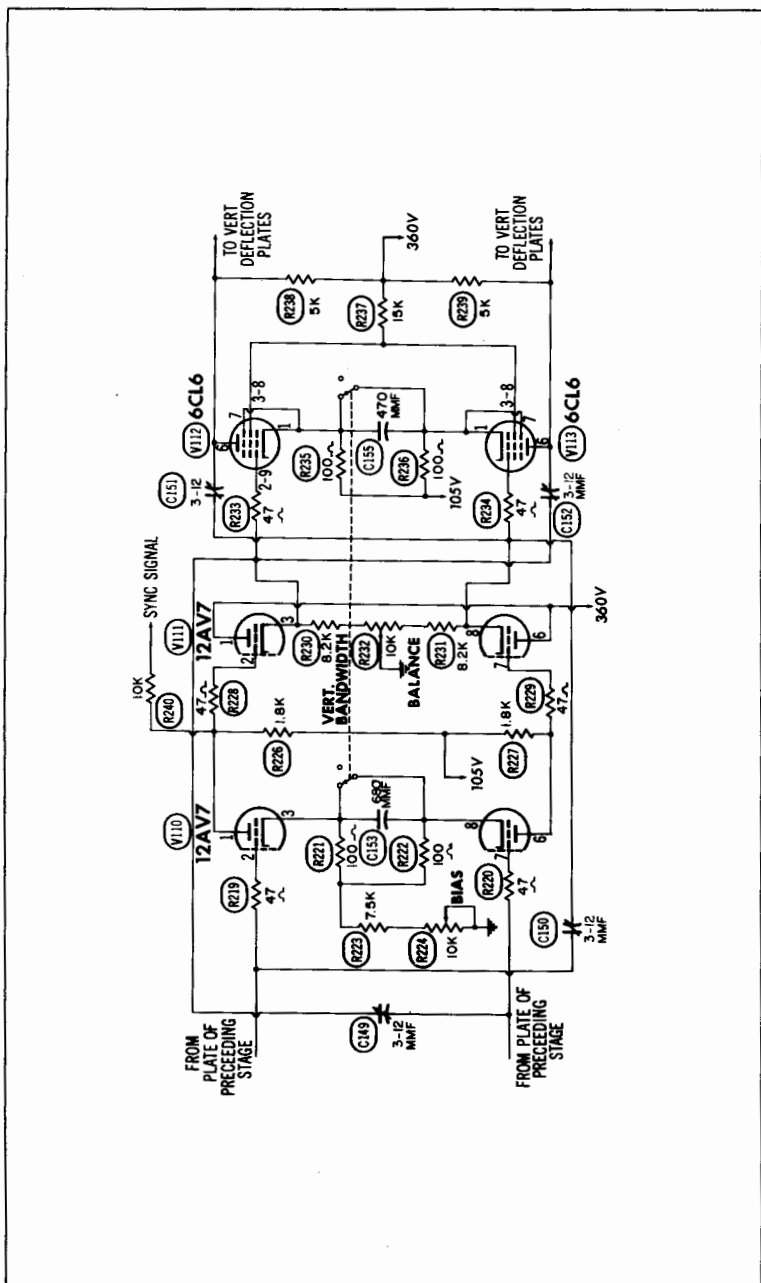 TO VERT
DEFLECTION
PLATES
TO VERT
DEFLECTION
PLATES
360V
R238
5K
R237
15K
R239
5K
V112
6CL6
7
3-8
6
1
2-9
C151
3-12
R233
47
R235
100
C155
470
MMF
R236
100
105V
V113
3-8
7
1
6
R234
47
3-12
MMF
C152
SYNC SIGNAL
10K
R240
V111
12AV7
1
2
3
R228
47
R230
8.2K
R232
10K
R231
8.2K
VERT.
BANDWIDTH
BALANCE
8
7
6
360V
R229
47
R226
1.8K
105V
1.8K
R227
V110
12AV7
1
2
3
R219
47
R221
100
680
MMF
C153
R222
100
8
7
6
R220
47
R223
7.5K
R224
10K
BIAS
C150
3-12
MMF
C149
3-12
MMF
FROM
PLATE OF
PRECEEDING
STAGE
FROM PLATE OF
PRECEEDING
STAGE